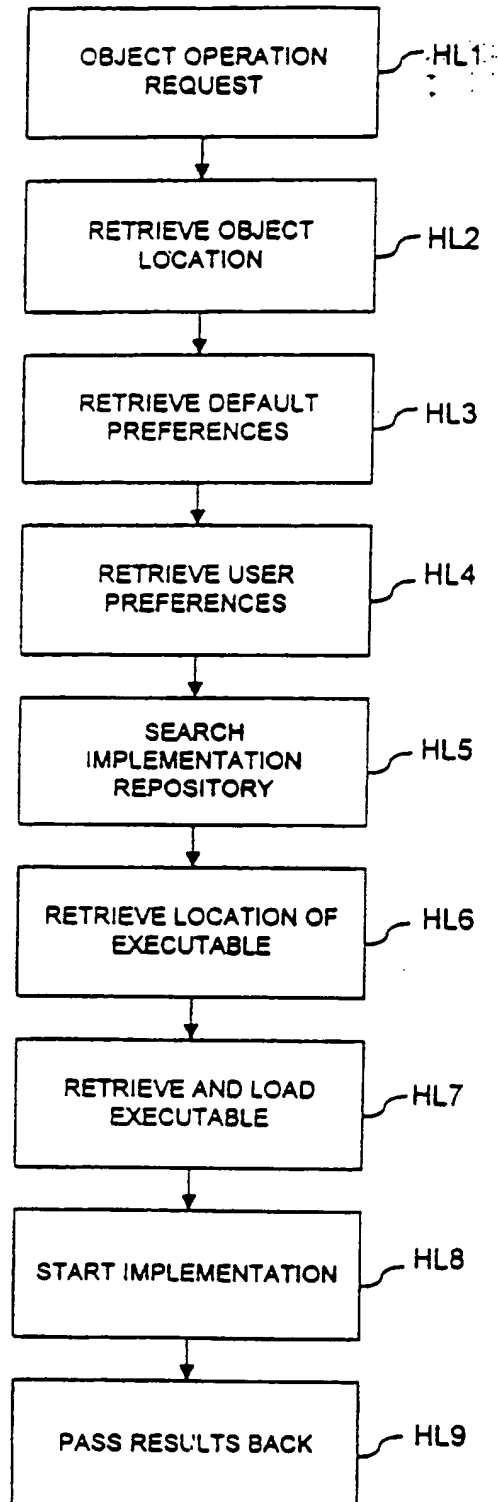 OBJECT OPERATION
REQUEST
HL1
RETRIEVE OBJECT
LOCATION
HL2
RETRIEVE DEFAULT
PREFERENCES
HL3
RETRIEVE USER
PREFERENCES
HL4
SEARCH
IMPLEMENTATION
REPOSITORY
HL5
RETRIEVE LOCATION OF
EXECUTABLE
HL6
RETRIEVE AND LOAD
EXECUTABLE
HL7
START IMPLEMENTATION
HL8
PASS RESULTS BACK
HL9